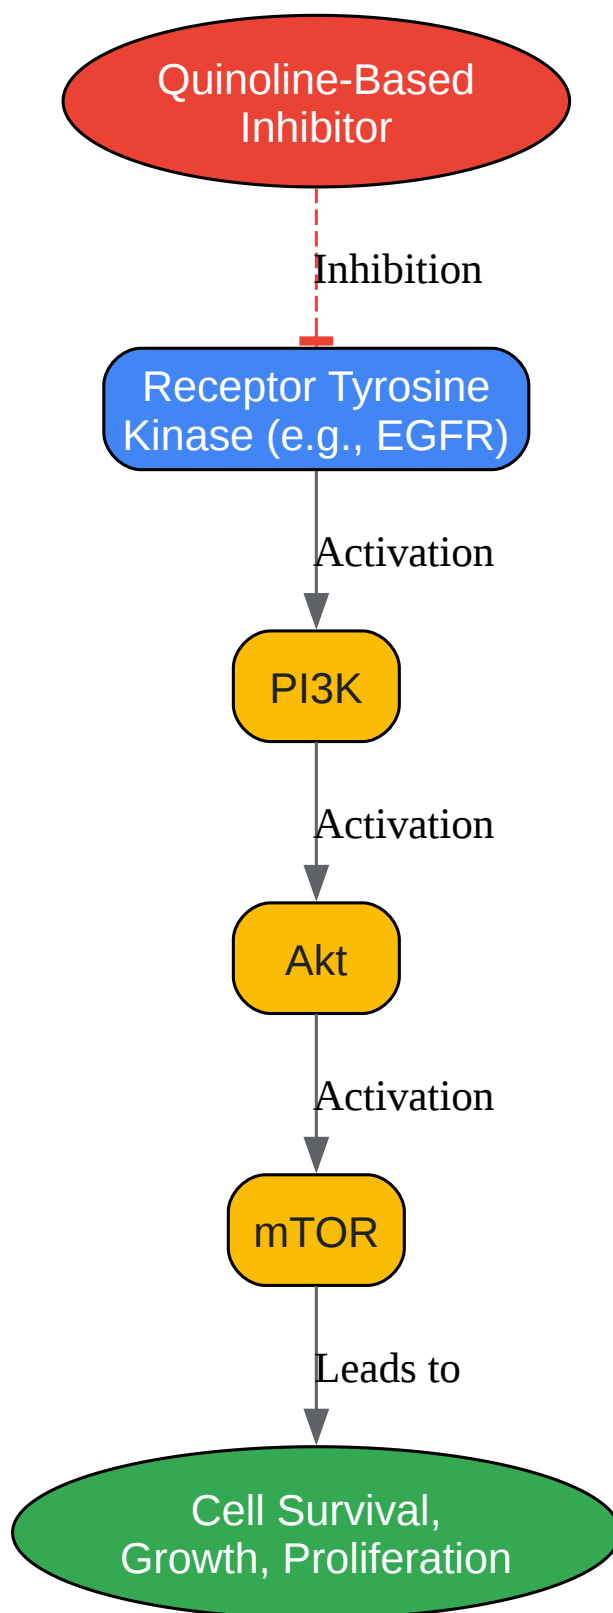 Quinoline-Based
Inhibitor
Inhibition
Receptor Tyrosine
Kinase (e.g., EGFR)
Activation
PI3K
Activation
Akt
Activation
mTOR
Leads to
Cell Survival,
Growth, Proliferation